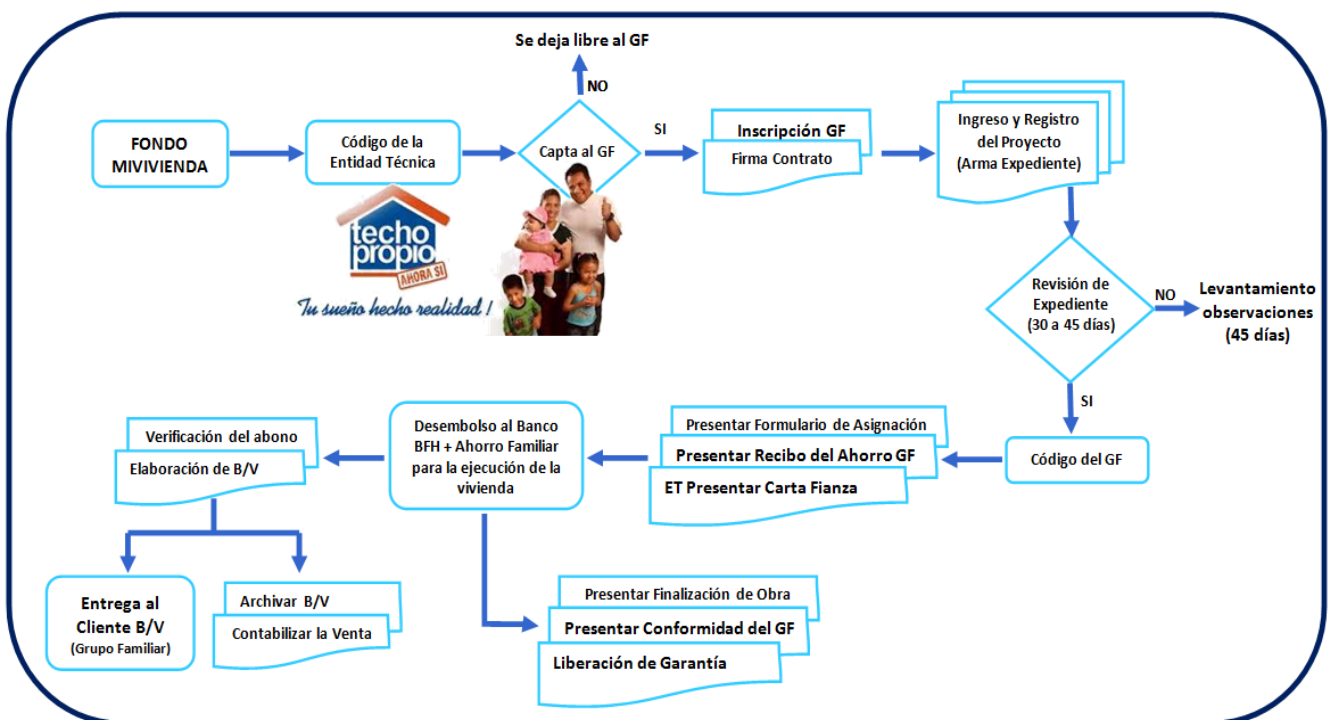 Se deja libre al GF
NO
FONDO
MIVIVIENDA
Código de la
Entidad Técnica
Capta al GF
SI
Inscripción GF
Firma Contrato
Ingreso y Registro
del Proyecto
(Arma Expediente)
techo
propio
AHORA SI
Tu sueño hecho realidad !
Revisión de
Expediente
(30 a 45 días)
NO
Levantamiento
observaciones
(45 días)
SI
Código del GF
Presentar Formulario de Asignación
Presentar Recibo del Ahorro GF
ET Presentar Carta Fianza
Desembolso al Banco
BFH + Ahorro Familiar
para la ejecución de la
vivienda
Verificación del abono
Elaboración de B/V
Entrega al
Cliente B/V
(Grupo Familiar)
Archivar B/V
Contabilizar la Venta
Presentar Finalización de Obra
Presentar Conformidad del GF
Liberación de Garantía